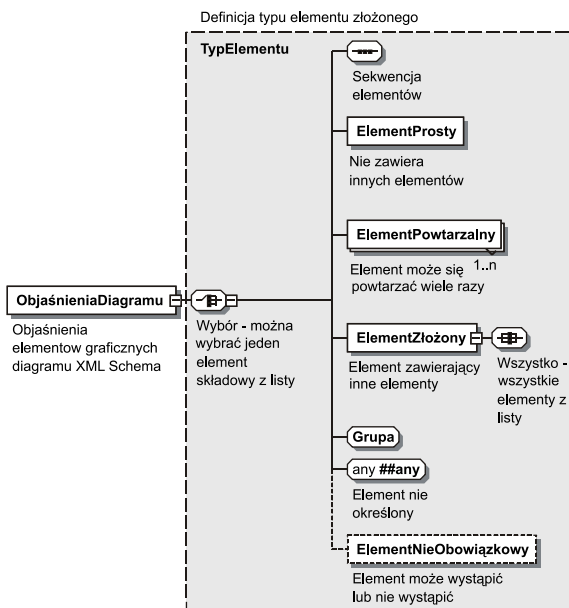 Definicja typu elementu złożonego
TypElementu
Sekwencja
elementów
ElementProsty
Nie zawiera
innych elementów
ElementPowtarzalny
1..n
Element może się
powtarzać wiele razy
ObjaśnieniaDiagramu
Objaśnienia
elementow graficznych
diagramu XML Schema
Wybór - można
wybrać jeden
element
składowy z listy
ElementZłożony
Element zawierający
inne elementy
Wszystko -
wszystkie
elementy z
listy
Grupa
any ##any
Element nie
określony
ElementNieObowiązkowy
Element może wystąpić
lub nie wystąpić